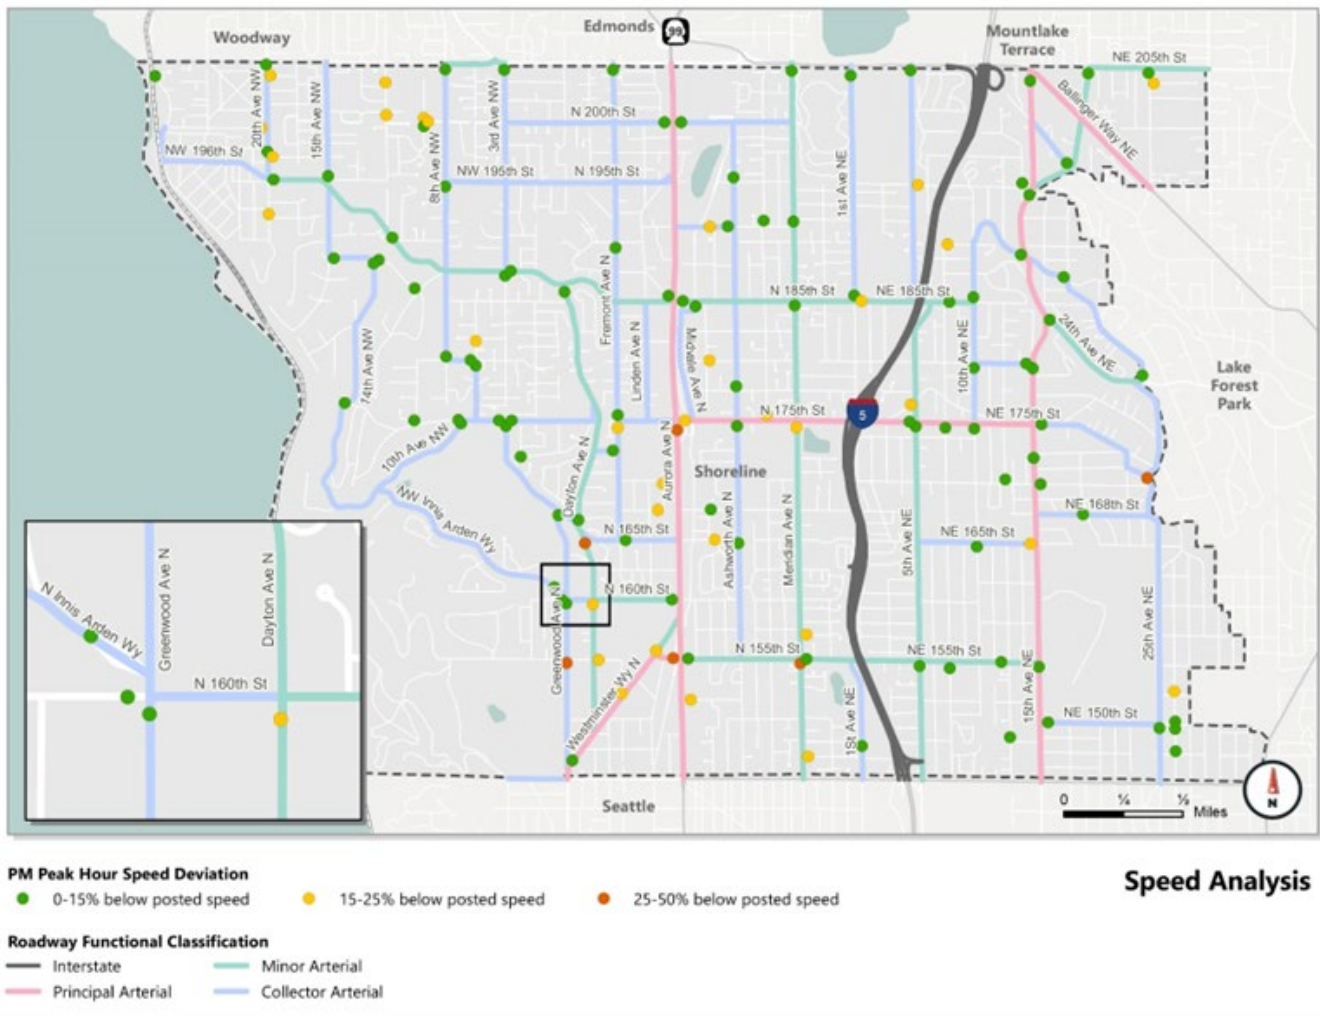 Woodway
Edmonds
99
Mountlake
Terrace
NE 205th St
20th Ave NW
15th Ave NW
3rd Ave NW
8th Ave NW
N 200th St
Ballinger Way NE
NW 196th St
NW 195th St
N 195th St
1st Ave NE
Fremont Ave N
N 185th St
NE 185th St
Linden Ave N
Midvale Ave N
14th Ave NW
10th Ave NE
24th Ave NE
Lake
Forest
Park
N 175th St
5
NE 175th St
10th Ave NW
Dayton Ave N
Aurora Ave N
Shoreline
NW Innis Arden Wy
N 165th St
Ashworth Ave N
Meridian Ave N
5th Ave NE
NE 165th St
NE 168th St
N 160th St
Greenwood Ave N
25th Ave NE
N 155th St
NE 155th St
Westminster Wy N
1St Ave NE
15th Ave NE
NE 150th St
N Innis Arden Wy
Greenwood Ave N
Dayton Ave N
N 160th St
Seattle
0 ¼ ½
Miles
N
PM Peak Hour Speed Deviation
0-15% below posted speed 15-25% below posted speed 25-50% below posted speed
Speed Analysis
Roadway Functional Classification
Interstate Minor Arterial
Principal Arterial Collector Arterial